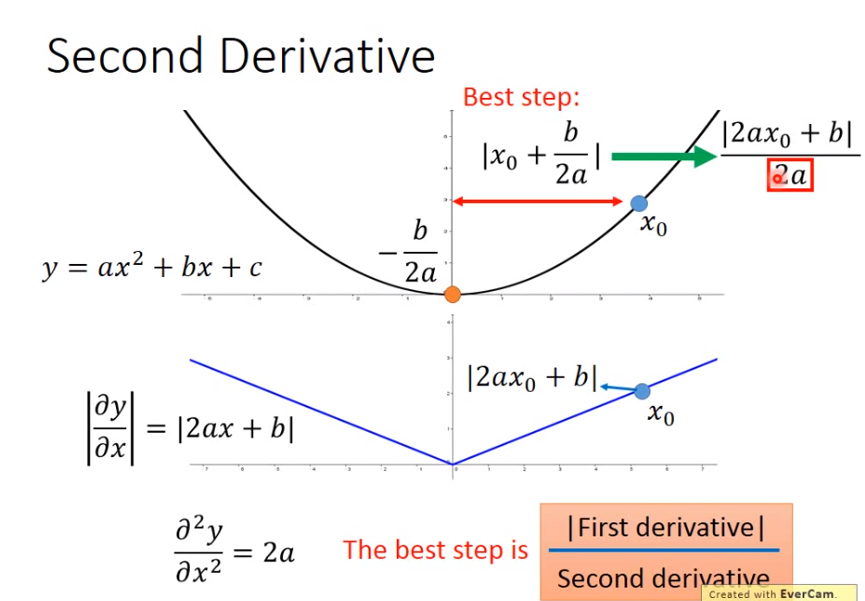 Second Derivative
Best step:
|x₀ + b/2a|
|2ax₀ + b|/2a
x₀
-b/2a
y = ax² + bx + c
|2ax₀ + b|
x₀
|∂y/∂x| = |2ax + b|
∂²y/∂x² = 2a
The best step is
|First derivative|
Second derivative
Created with EverCam.